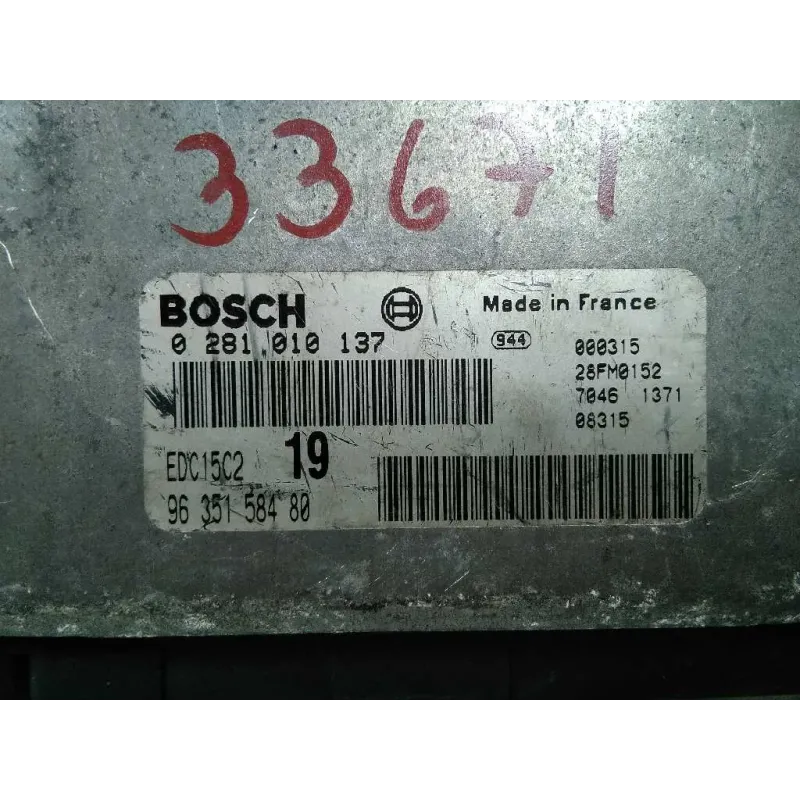 33671
BOSCH
Made in France
0 281 010 137
944
000315
28FM0152
7046 1371
08315
EDC15C2
19
96 351 584 80